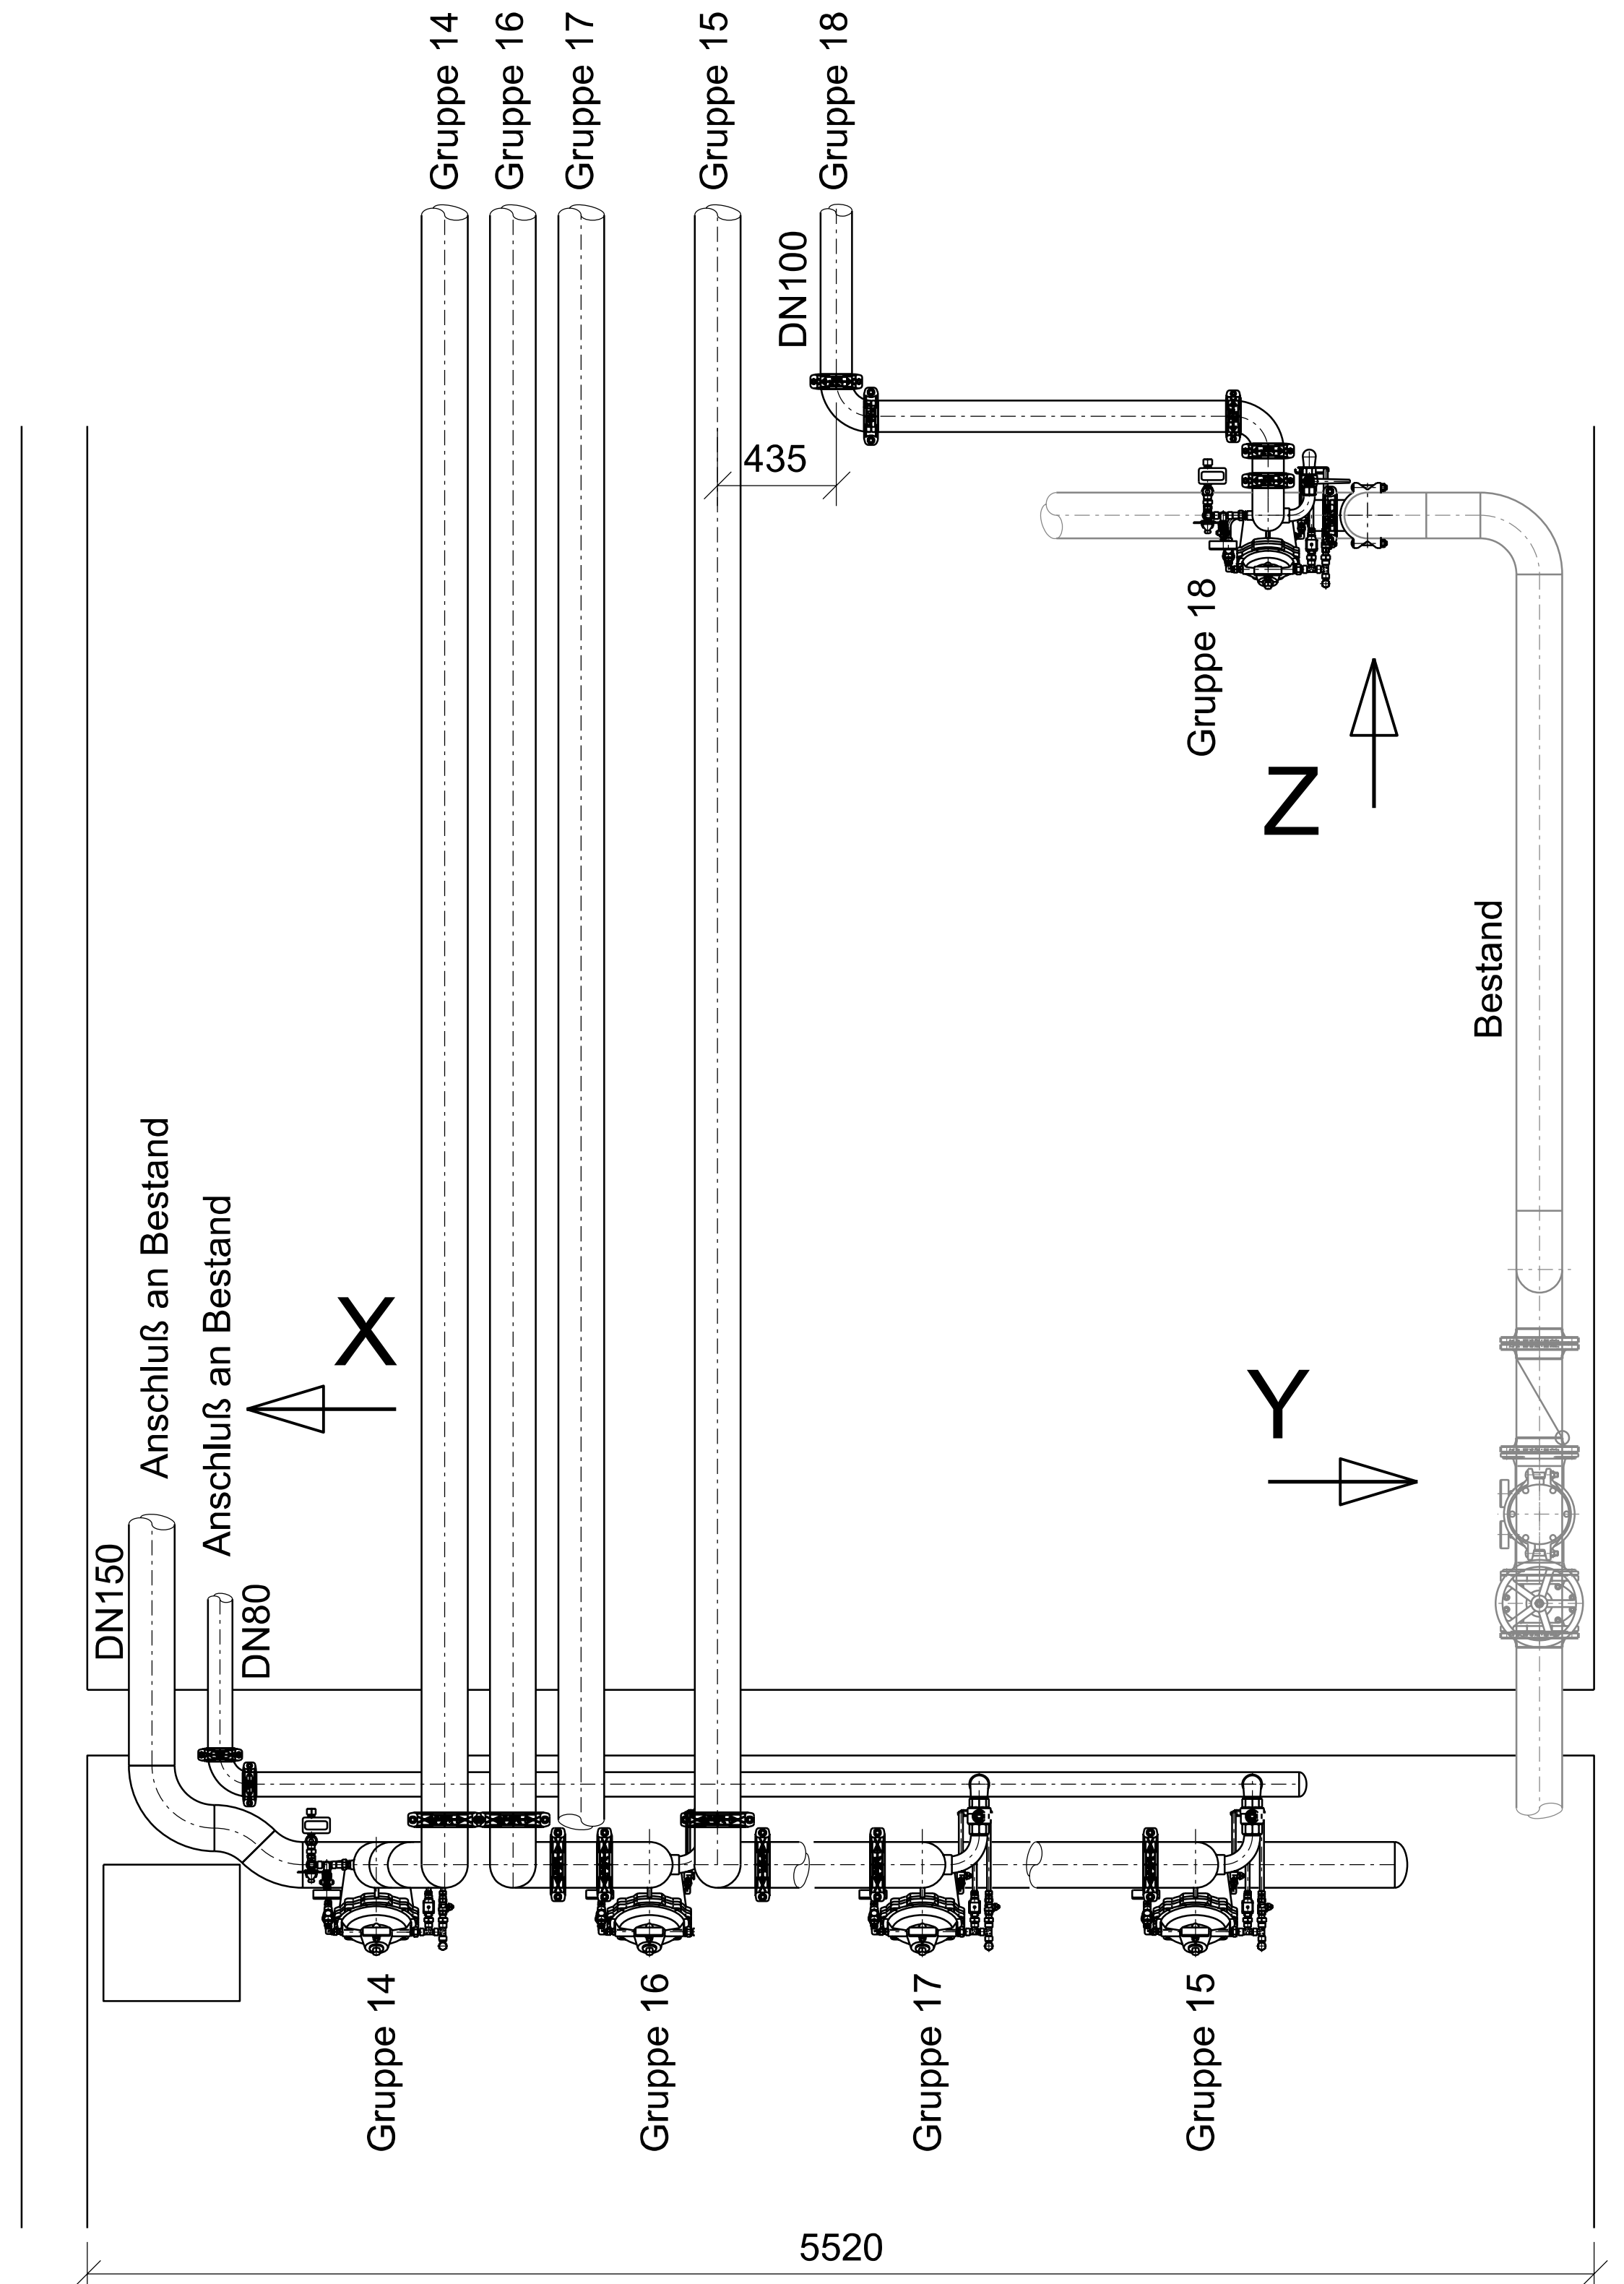 Gruppe 14
Gruppe 16
Gruppe 17
Gruppe 15
Gruppe 18
DN100
435
Gruppe 18
Z
Bestand
Anschluß an Bestand
Anschluß an Bestand
X
Y
DN150
DN80
Gruppe 14
Gruppe 16
Gruppe 17
Gruppe 15
5520